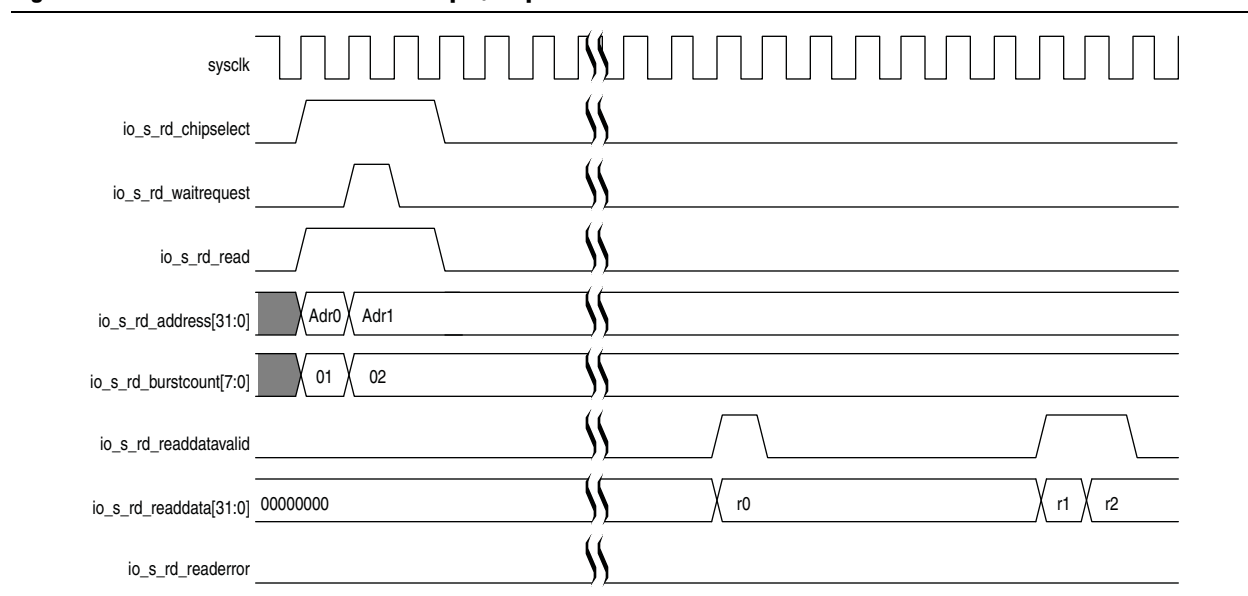 sysclk
io_s_rd_chipselect
io_s_rd_waitrequest
io_s_rd_read
io_s_rd_address[31:0] Adr0 Adr1
io_s_rd_burstcount[7:0] 01 02
io_s_rd_readdatavalid
io_s_rd_readdata[31:0] 00000000 r0 r1 r2
io_s_rd_readerror